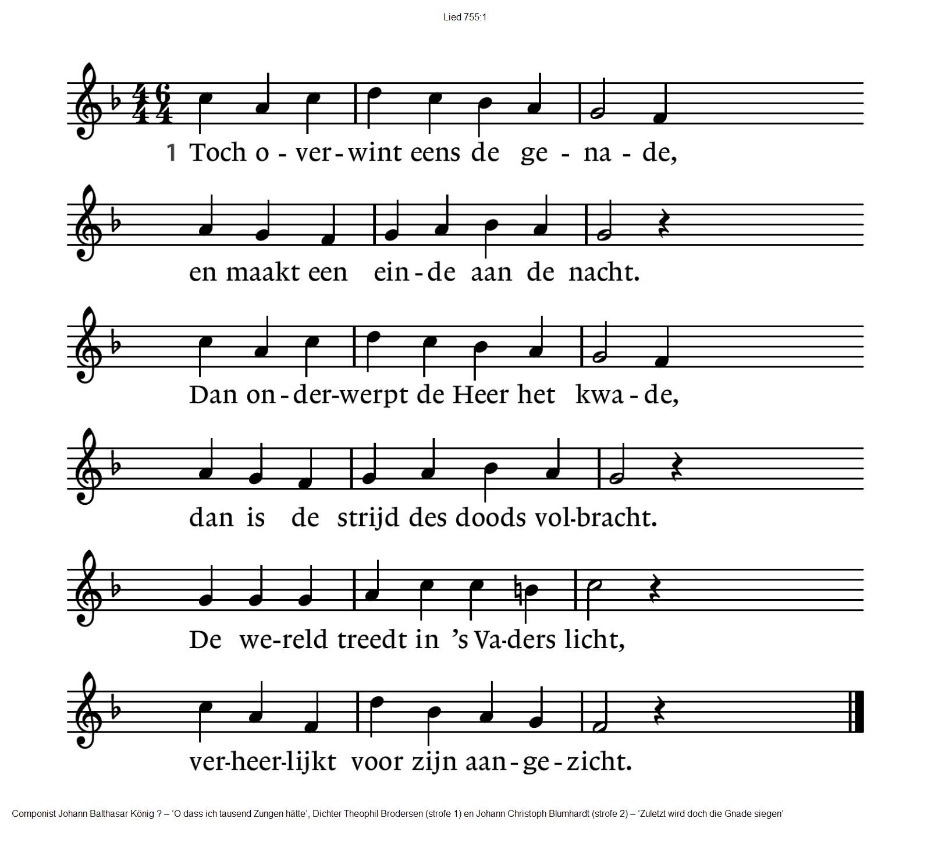 Lied 755:1
4 6
4 4
1 Toch o - ver - wint eens de ge - na - de,
en maakt een ein - de aan de nacht.
Dan on - der-werpt de Heer het kwa - de,
dan is de strijd des doods vol-bracht.
De we-reld treedt in 's Va-ders licht,
ver-heer-lijkt voor zijn aan - ge - zicht.
Componist Johann Balthasar König ? – 'O dass ich tausend Zungen hätte', Dichter Theophil Brodersen (strofe 1) en Johann Christoph Blumhardt (strofe 2) – 'Zuletzt wird doch die Gnade siegen'